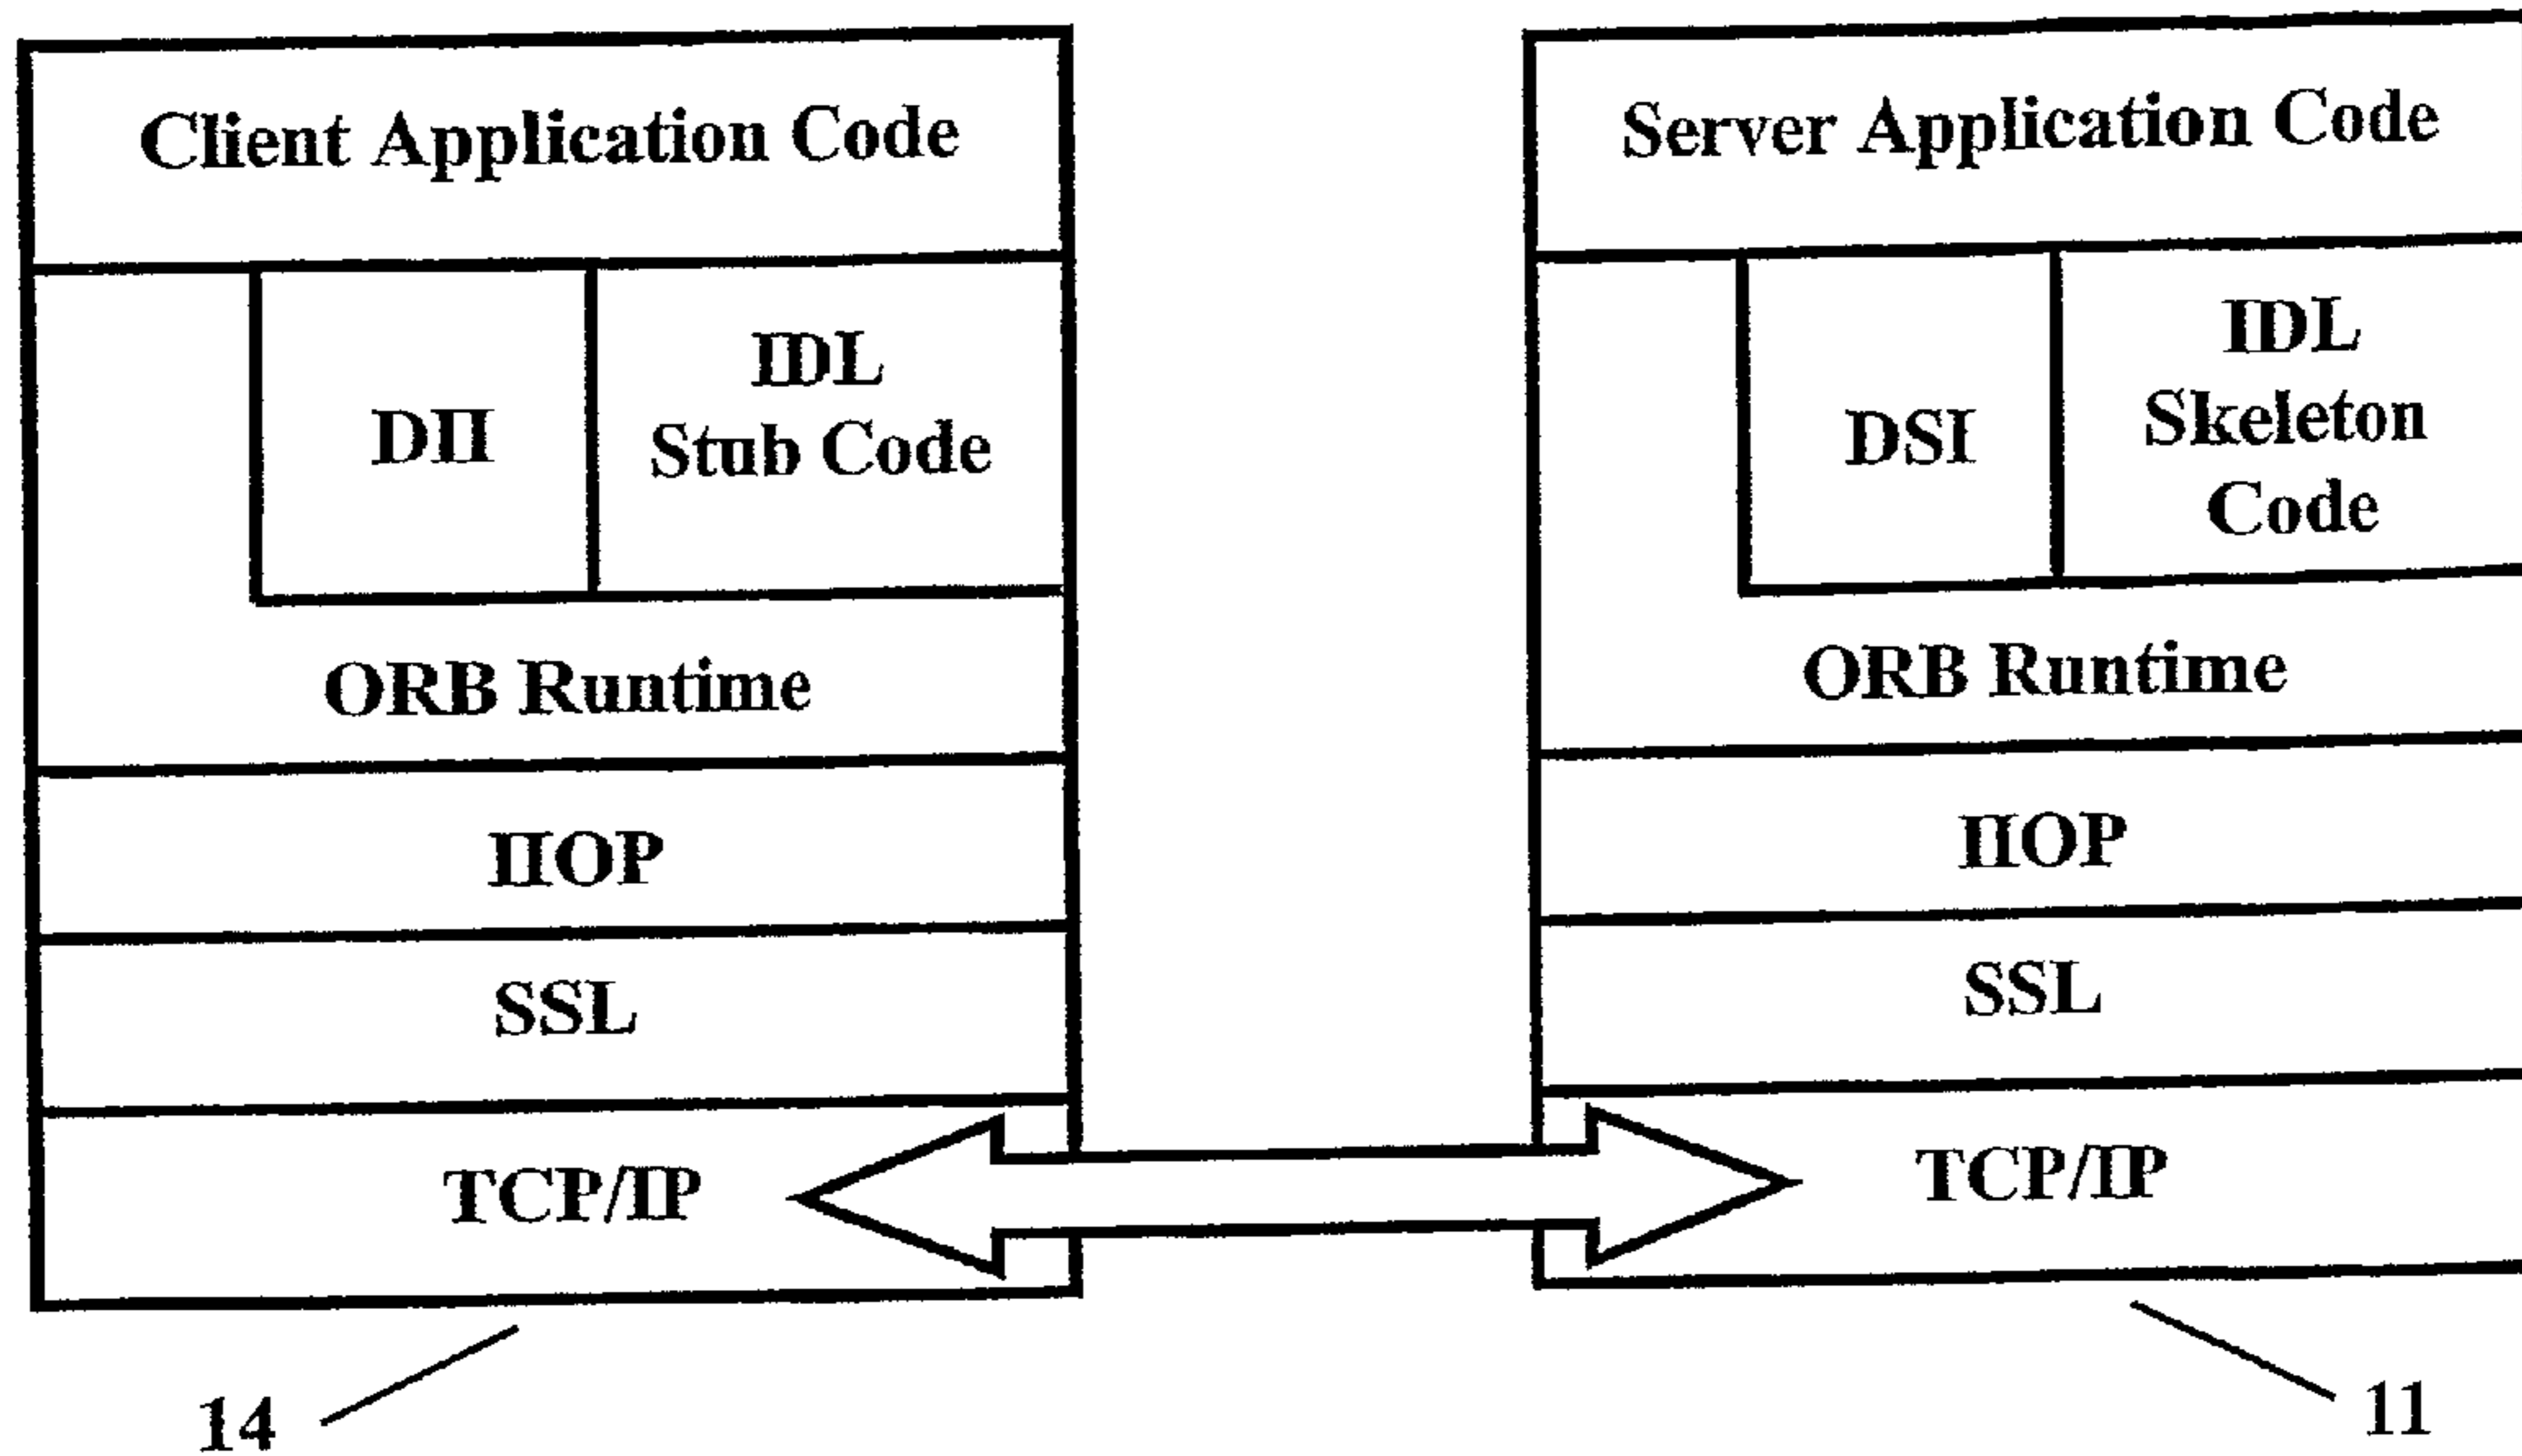 Client Application Code
DII
IDL
Stub Code
ORB Runtime
IIOP
SSL
TCP/IP
14
Server Application Code
DSI
IDL
Skeleton
Code
ORB Runtime
IIOP
SSL
TCP/IP
11